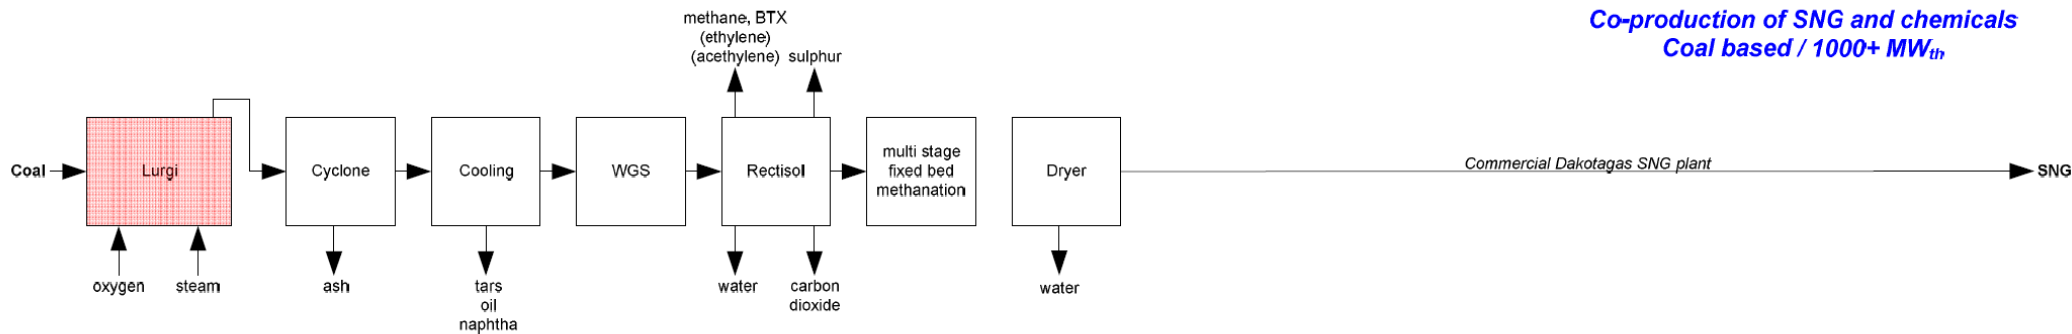 Co-production of SNG and chemicals
Coal based / 1000+ MWth
methane, BTX
(ethylene)
(acethylene)
sulphur
Coal
Lurgi
Cyclone
Cooling
WGS
Rectisol
multi stage
fixed bed
methanation
Dryer
Commercial Dakotagas SNG plant
SNG
oxygen
steam
ash
tars
oil
naphtha
water
carbon
dioxide
water